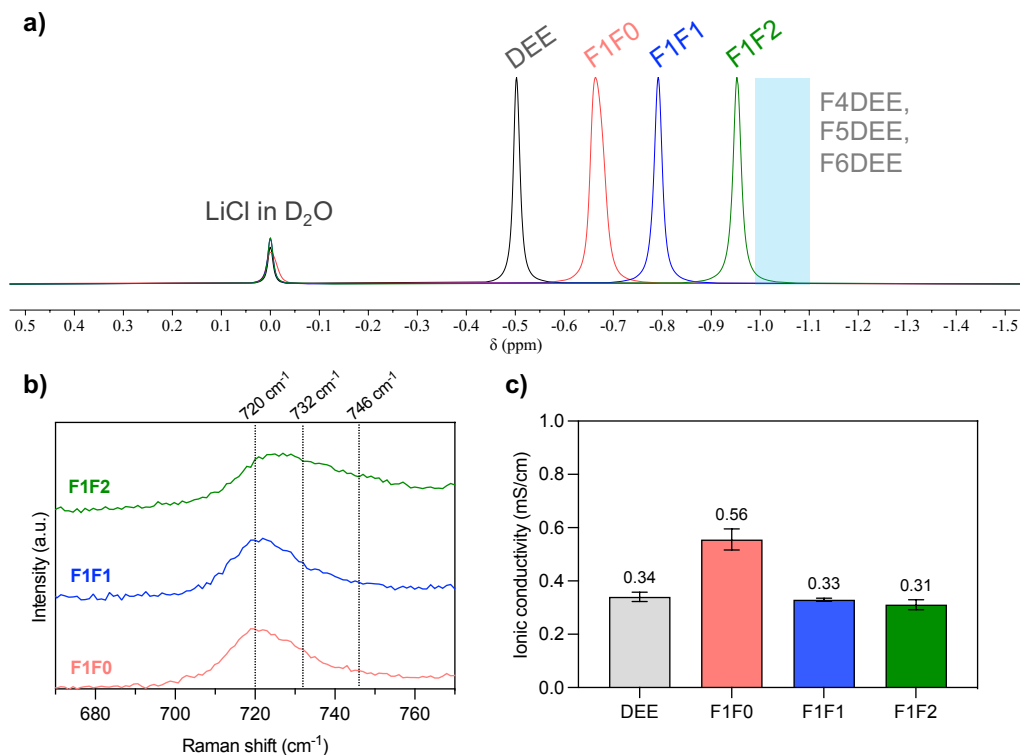 a)
DEE
F1F0
F1F1
F1F2
F4DEE,
F5DEE,
F6DEE
LiCl in D₂O
0.5 0.4 0.3 0.2 0.1 0.0 -0.1 -0.2 -0.3 -0.4 -0.5 -0.6 -0.7 -0.8 -0.9 -1.0 -1.1 -1.2 -1.3 -1.4 -1.5
δ (ppm)
b)
720 cm⁻¹
732 cm⁻¹
746 cm⁻¹
F1F2
F1F1
F1F0
Intensity (a.u.)
680 700 720 740 760
Raman shift (cm⁻¹)
c)
Ionic conductivity (mS/cm)
1.0
0.8
0.6
0.4
0.2
0.0
0.34
0.56
0.33
0.31
DEE F1F0 F1F1 F1F2